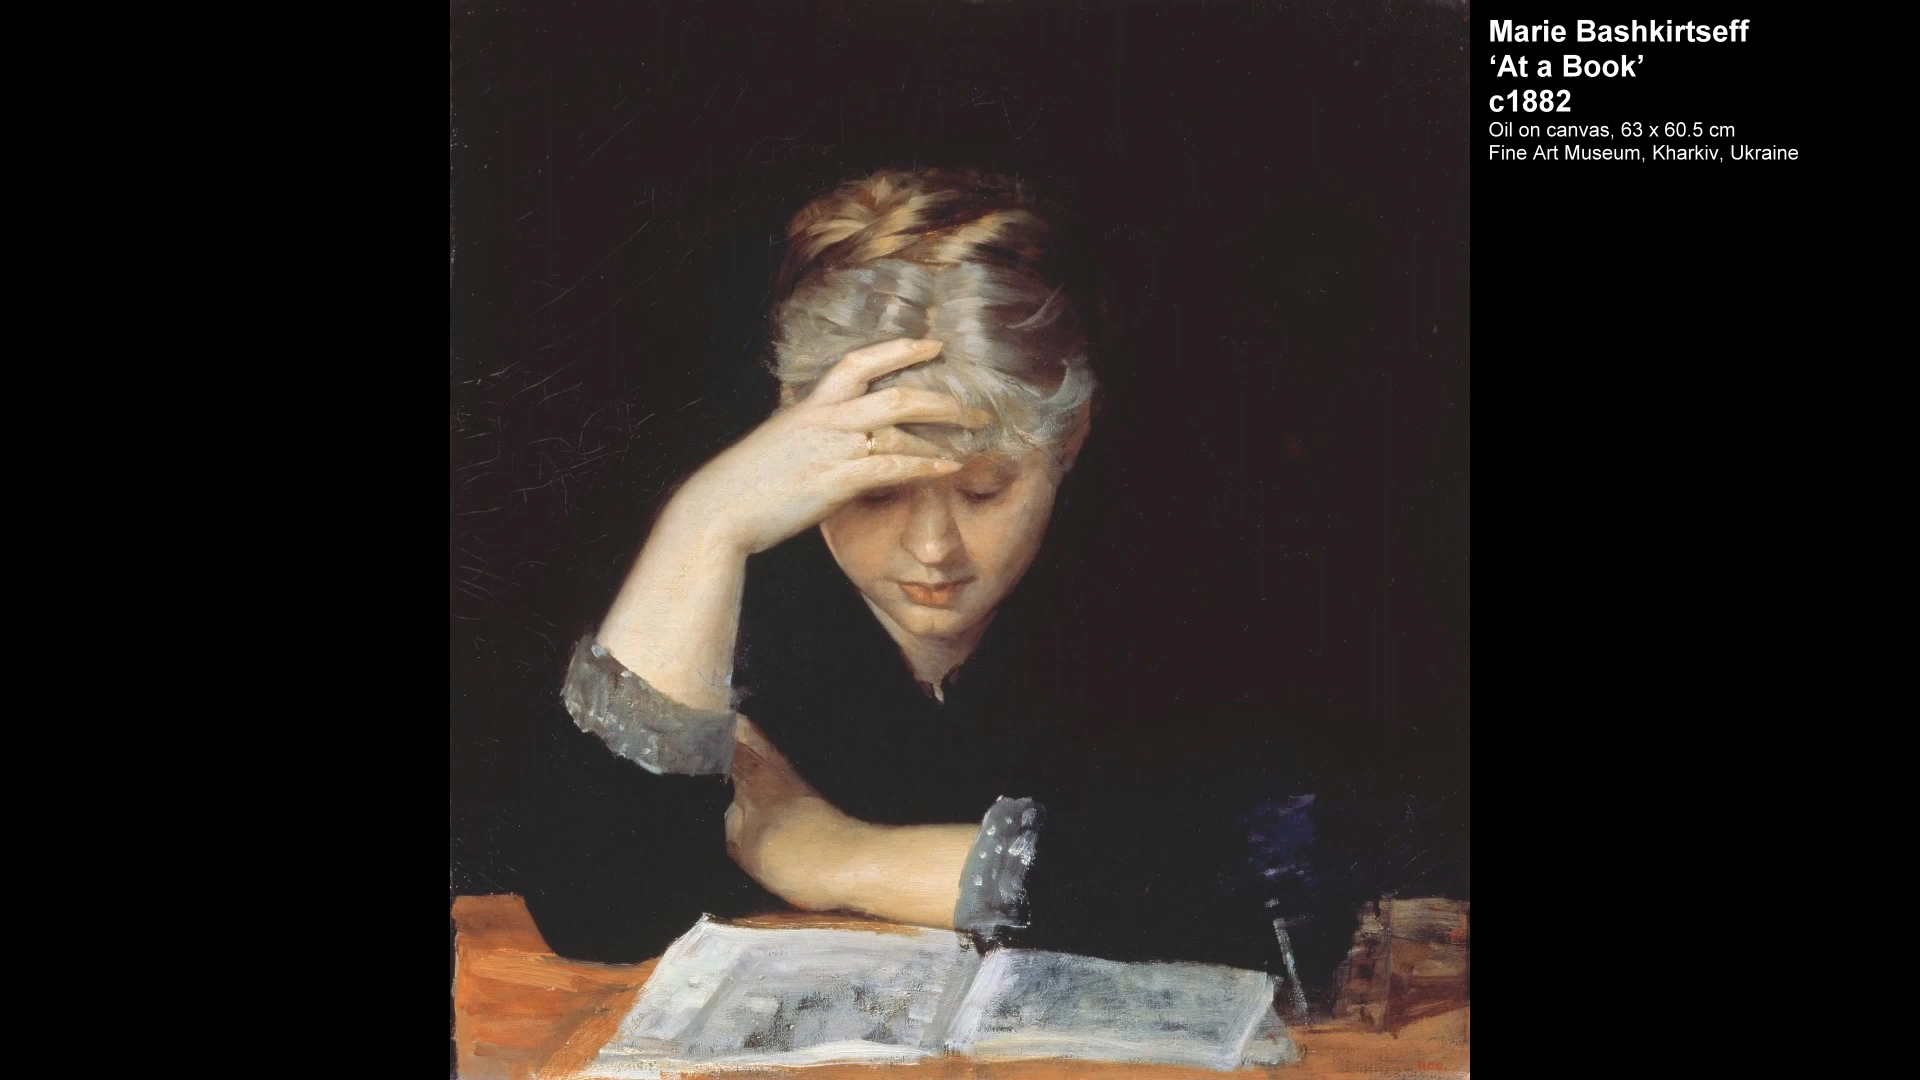 Marie Bashkirtseff
‘At a Book’
c1882
Oil on canvas, 63 x 60.5 cm
Fine Art Museum, Kharkiv, Ukraine